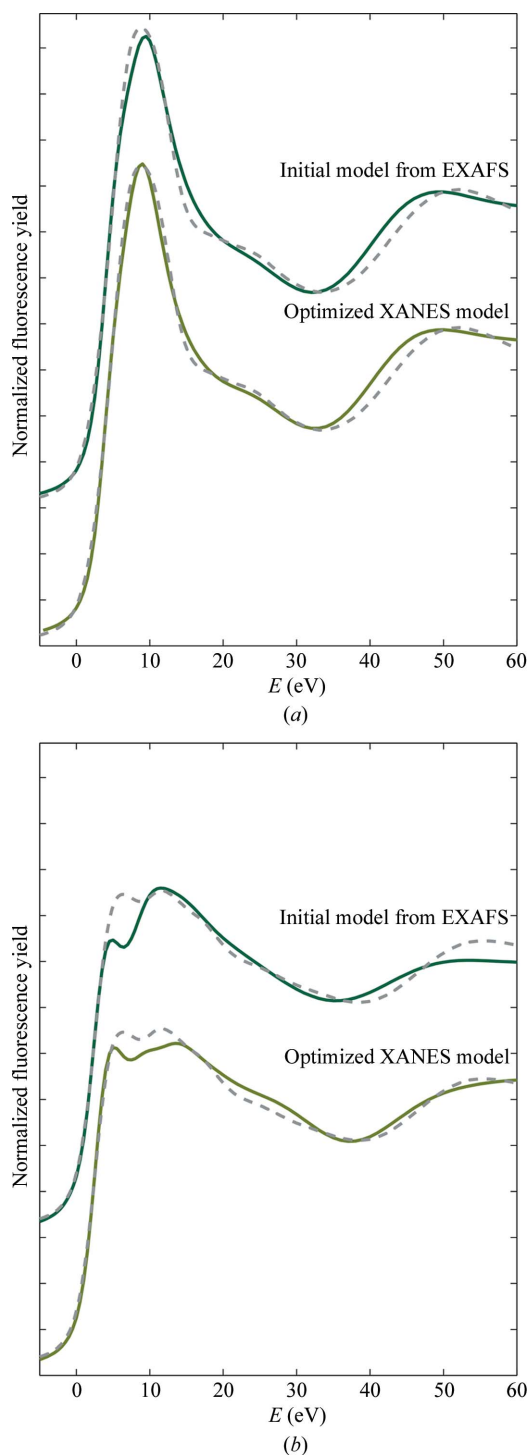 Initial model from EXAFS
Optimized XANES model
Normalized fluorescence yield
0 10 20 30 40 50 60
E (eV)
(a)
Initial model from EXAFS
Optimized XANES model
Normalized fluorescence yield
0 10 20 30 40 50 60
E (eV)
(b)